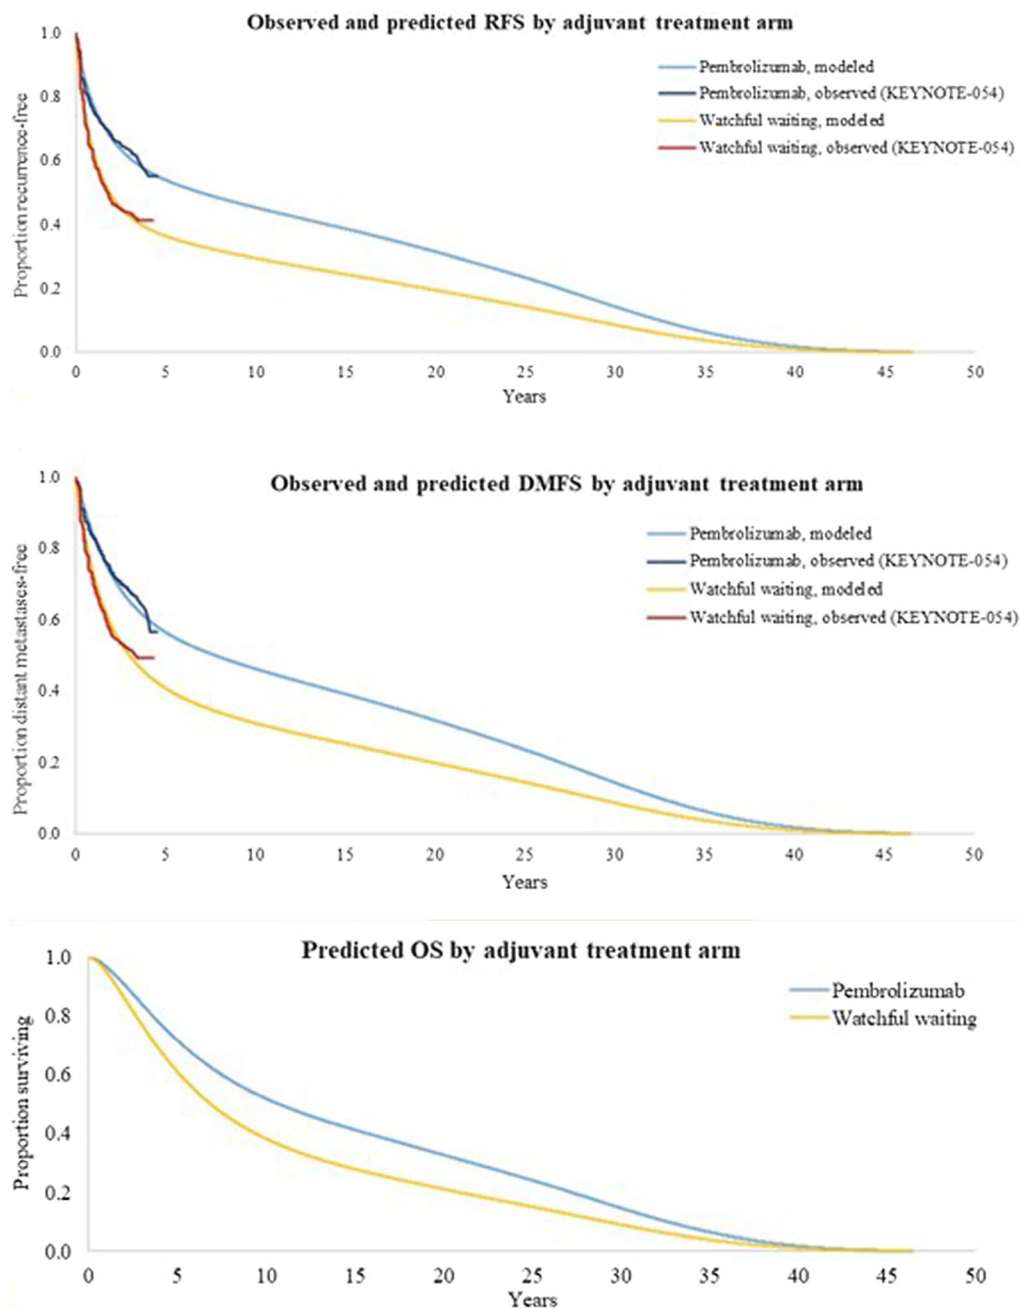 Observed and predicted RFS by adjuvant treatment arm
1.0
0.8
0.6
0.4
0.2
0.0
Proportion recurrence-free
Pembrolizumab, modeled
Pembrolizumab, observed (KEYNOTE-054)
Watchful waiting, modeled
Watchful waiting, observed (KEYNOTE-054)
0 5 10 15 20 25 30 35 40 45 50
Years
Observed and predicted DMFS by adjuvant treatment arm
1.0
0.8
0.6
0.4
0.2
0.0
Proportion distant metastases-free
Pembrolizumab, modeled
Pembrolizumab, observed (KEYNOTE-054)
Watchful waiting, modeled
Watchful waiting, observed (KEYNOTE-054)
0 5 10 15 20 25 30 35 40 45 50
Years
Predicted OS by adjuvant treatment arm
1.0
0.8
0.6
0.4
0.2
0.0
Proportion surviving
Pembrolizumab
Watchful waiting
0 5 10 15 20 25 30 35 40 45 50
Years